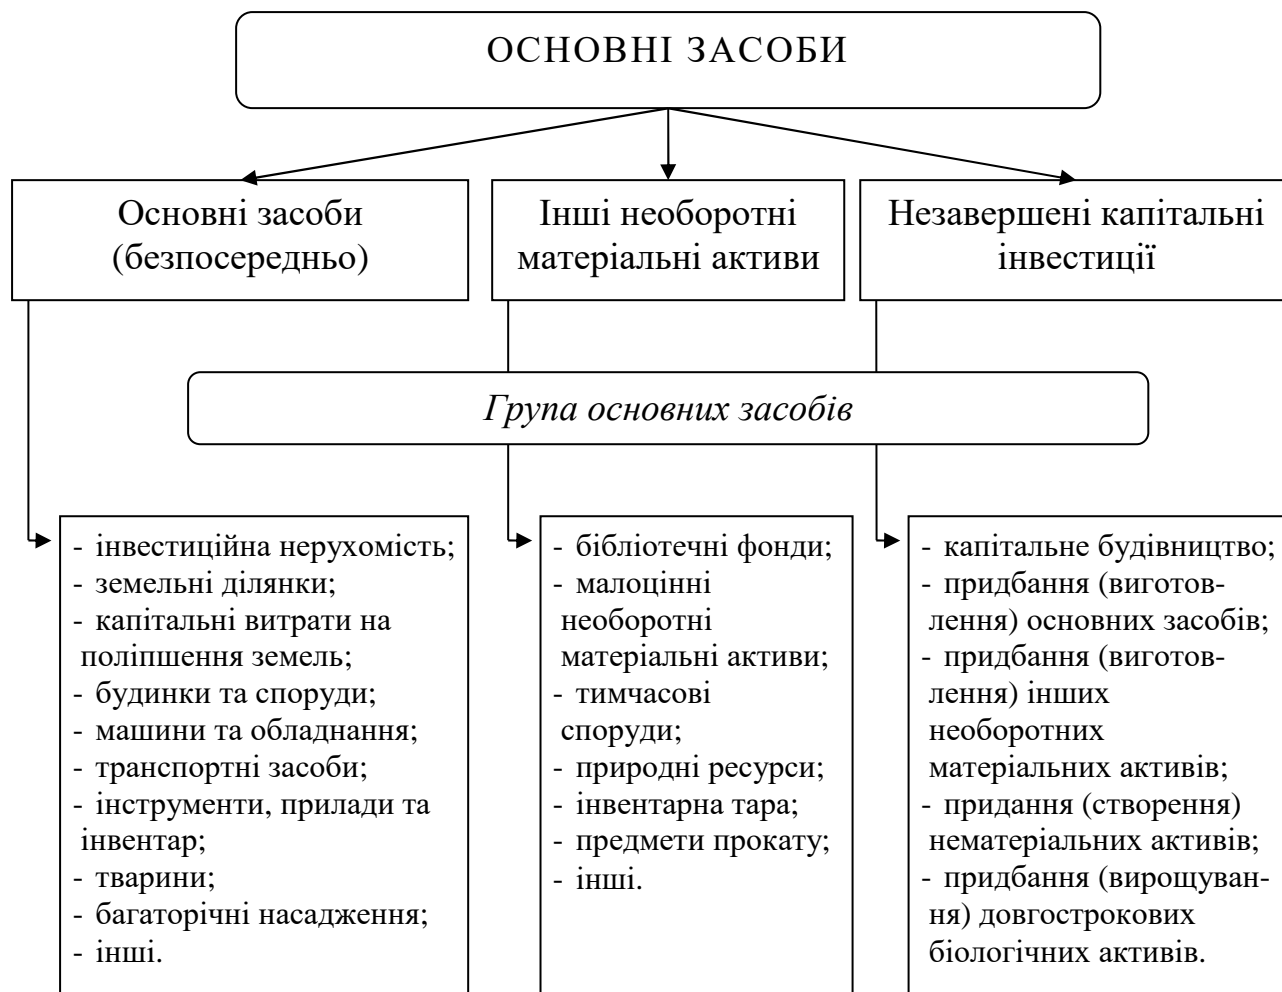 ОСНОВНІ ЗАСОБИ
Основні засоби
(безпосередньо)
Інші необоротні
матеріальні активи
Незавершені капітальні
інвестиції
Група основних засобів
- інвестиційна нерухомість;
- земельні ділянки;
- капітальні витрати на
поліпшення земель;
- будинки та споруди;
- машини та обладнання;
- транспортні засоби;
- інструменти, прилади та
інвентар;
- тварини;
- багаторічні насадження;
- інші.
- бібліотечні фонди;
- малоцінні
необоротні
матеріальні активи;
- тимчасові
споруди;
- природні ресурси;
- інвентарна тара;
- предмети прокату;
- інші.
- капітальне будівництво;
- придбання (виготов-
лення) основних засобів;
- придбання (виготов-
лення) інших
необоротних
матеріальних активів;
- придання (створення)
нематеріальних активів;
- придбання (вирощуван-
ня) довгострокових
біологічних активів.